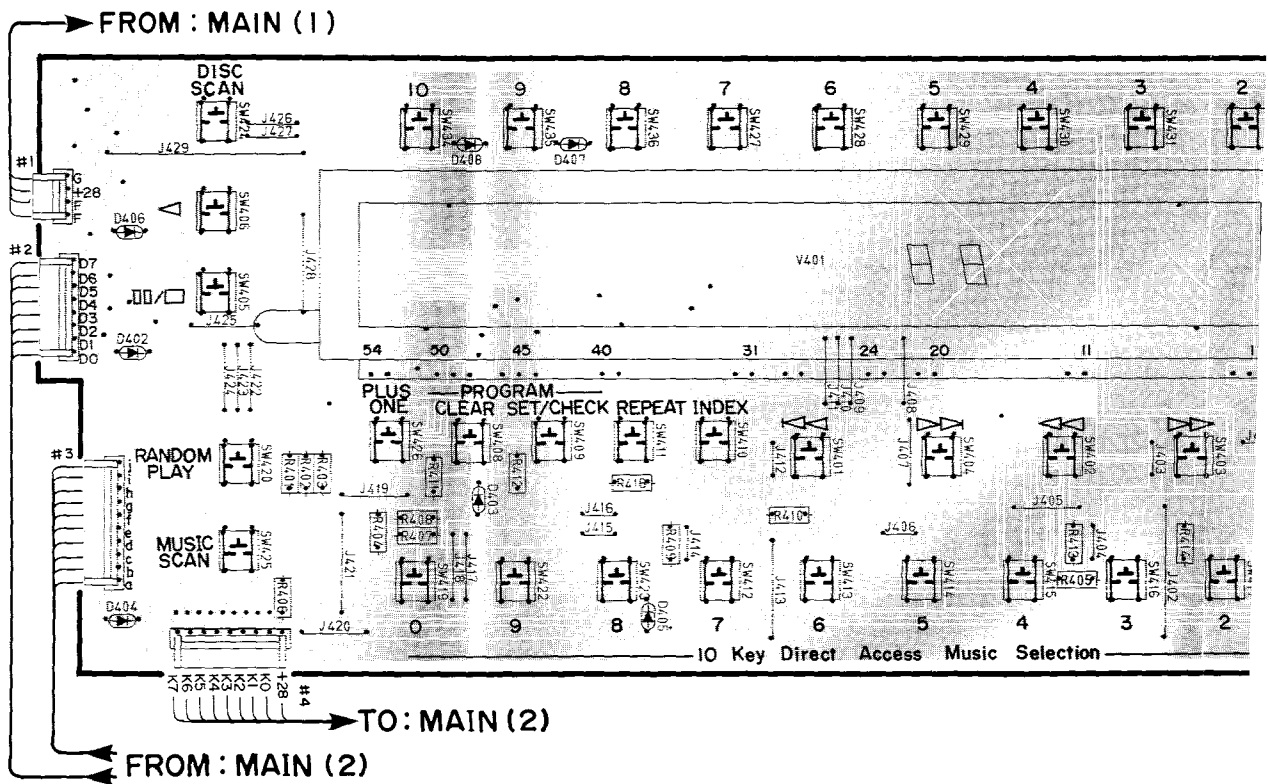 FROM : MAIN (1)
DISC
SCAN
10 9 8 7 6 5 4 3 2
SW424
J426
J427
SW435 SW436 SW427 SW428 SW429 SW430 SW431
D408 D407
J429
#1
G
+28
F
F
SW406
D406
J428
#2
D7
D6
D5
D4
D3
D2
D1
D0
SW405
V401
J425
D402
J424
J423
J422
54 50 45 40 31 24 20 11 1
J409
J408
PLUS
ONE
PROGRAM
CLEAR SET/CHECK REPEAT INDEX
SW426 SW408 SW409 SW411 SW410 SW401 SW404 SW402 SW403
J412 J407 J403
#3
RANDOM
PLAY
SW420
R403
R418
D403
J419
J416
J415
R408
R407
R410
J406
J405
i
h
g
f
e
d
c
b
a
MUSIC
SCAN
SW425
J421
J418
J417
R409
J414
J413
J404
R405
J402
SW419 SW422 SW412 SW413 SW414 SW415 SW416
R406
D404
D405
J420
0 9 8 7 6 5 4 3 2
10 Key Direct Access Music Selection
K7
K6
K5
K4
K3
K2
K1
K0
+28
#4
TO : MAIN (2)
FROM : MAIN (2)